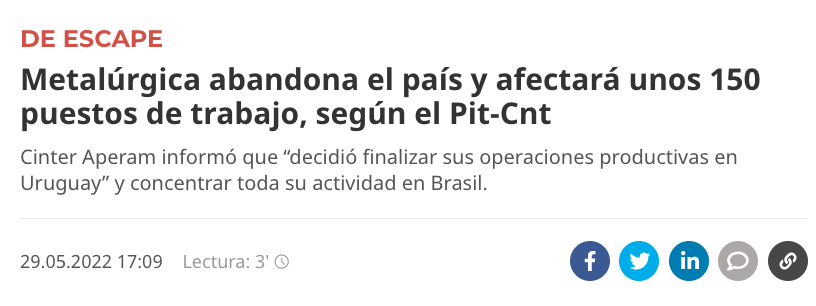 DE ESCAPE
Metalúrgica abandona el país y afectará unos 150
puestos de trabajo, según el Pit-Cnt
Cinter Aperam informó que “decidió finalizar sus operaciones productivas en
Uruguay” y concentrar toda su actividad en Brasil.
29.05.2022 17:09 Lectura: 3'